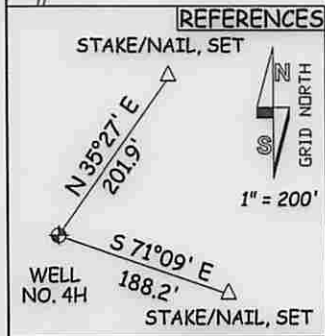 REFERENCES
STAKE/NAIL, SET
N
S
GRID NORTH
N 35°27' E
201.9'
1" = 200'
S 71°09' E
188.2'
WELL
NO. 4H
STAKE/NAIL, SET